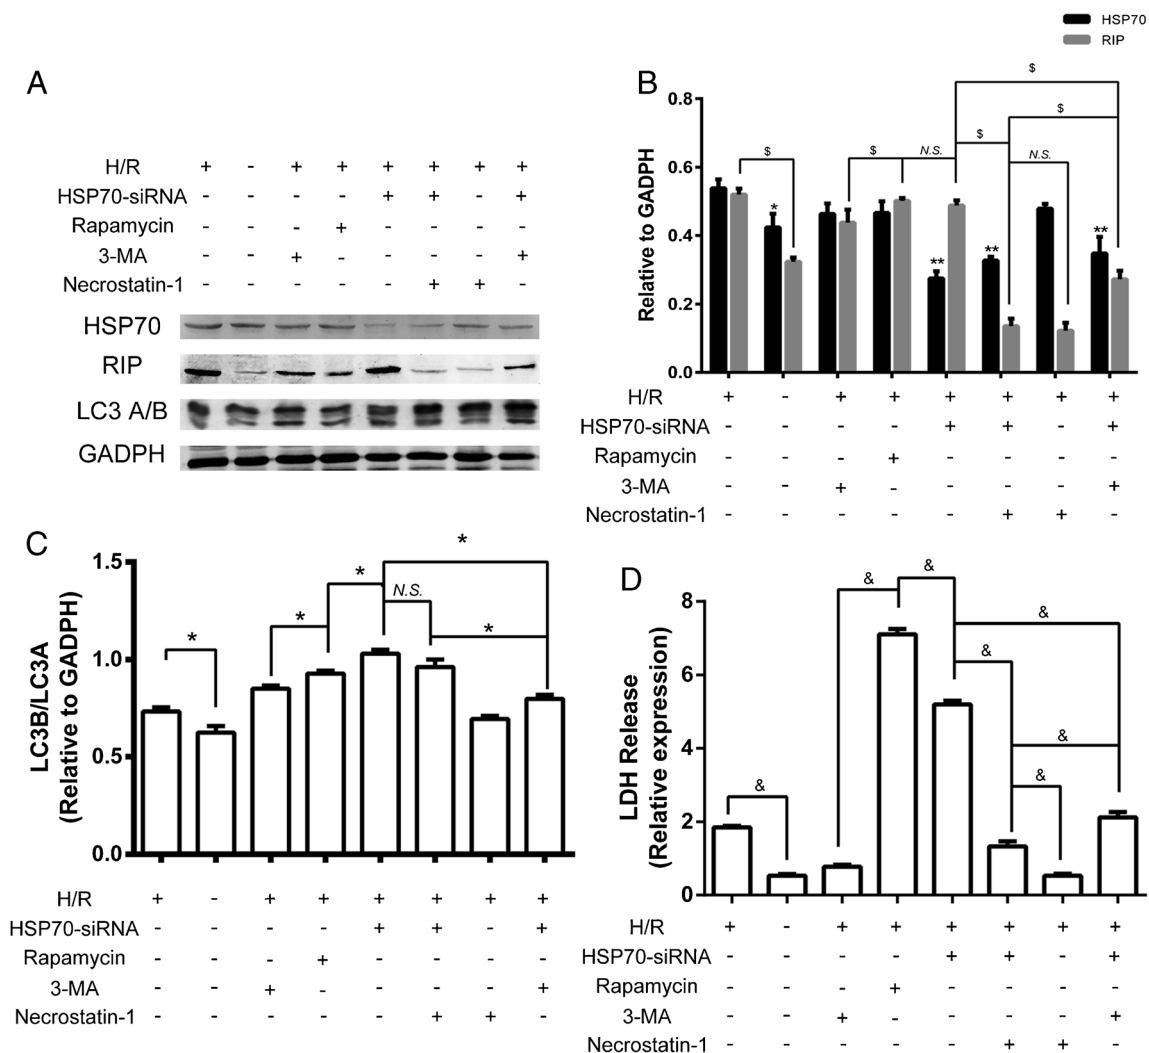 HSP70
RIP
A
H/R + - + + + + + +
HSP70-siRNA - - - - + + - +
Rapamycin - - - + - - - -
3-MA - - + - - - - +
Necrostatin-1 - - - - - + + -
HSP70
RIP
LC3 A/B
GADPH
B
Relative to GADPH
0.8
0.6
0.4
0.2
0.0
$
$
$
$ N.S. $ N.S.
* ** ** **
H/R + - + + + + + +
HSP70-siRNA - - - - + + - +
Rapamycin - - - + - - - -
3-MA - - + - - - - +
Necrostatin-1 - - - - - + + -
C
LC3B/LC3A
(Relative to GADPH)
1.5
1.0
0.5
0.0
*
* N.S.
* * *
H/R + - + + + + + +
HSP70-siRNA - - - - + + - +
Rapamycin - - - + - - - -
3-MA - - + - - - - +
Necrostatin-1 - - - - - + + -
D
LDH Release
(Relative expression)
8
6
4
2
0
& &
&
&
&
& &
H/R + - + + + + + +
HSP70-siRNA - - - - + + - +
Rapamycin - - - + - - - -
3-MA - - + - - - - +
Necrostatin-1 - - - - - + + -